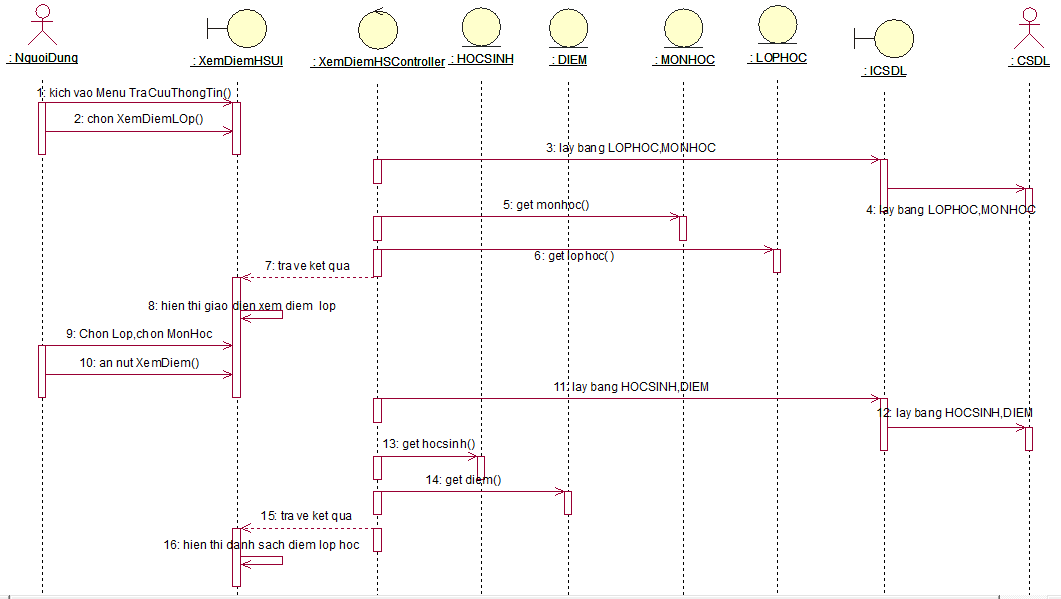 : NguoiDung
: XemDiemHSUI
: XemDiemHSController
: HOCSINH
: DIEM
: MONHOC
: LOPHOC
: ICSDL
: CSDL
1: kich vao Menu TraCuuThongTin()
2: chon XemDiemLOp()
3: lay bang LOPHOC,MONHOC
4: lay bang LOPHOC,MONHOC
5: get monhoc()
6: get lophoc( )
7: tra ve ket qua
8: hien thi giao dien xem diem lop
9: Chon Lop,chon MonHoc
10: an nut XemDiem()
11: lay bang HOCSINH,DIEM
12: lay bang HOCSINH,DIEM
13: get hocsinh()
14: get diem()
15: tra ve ket qua
16: hien thi danh sach diem lop hoc